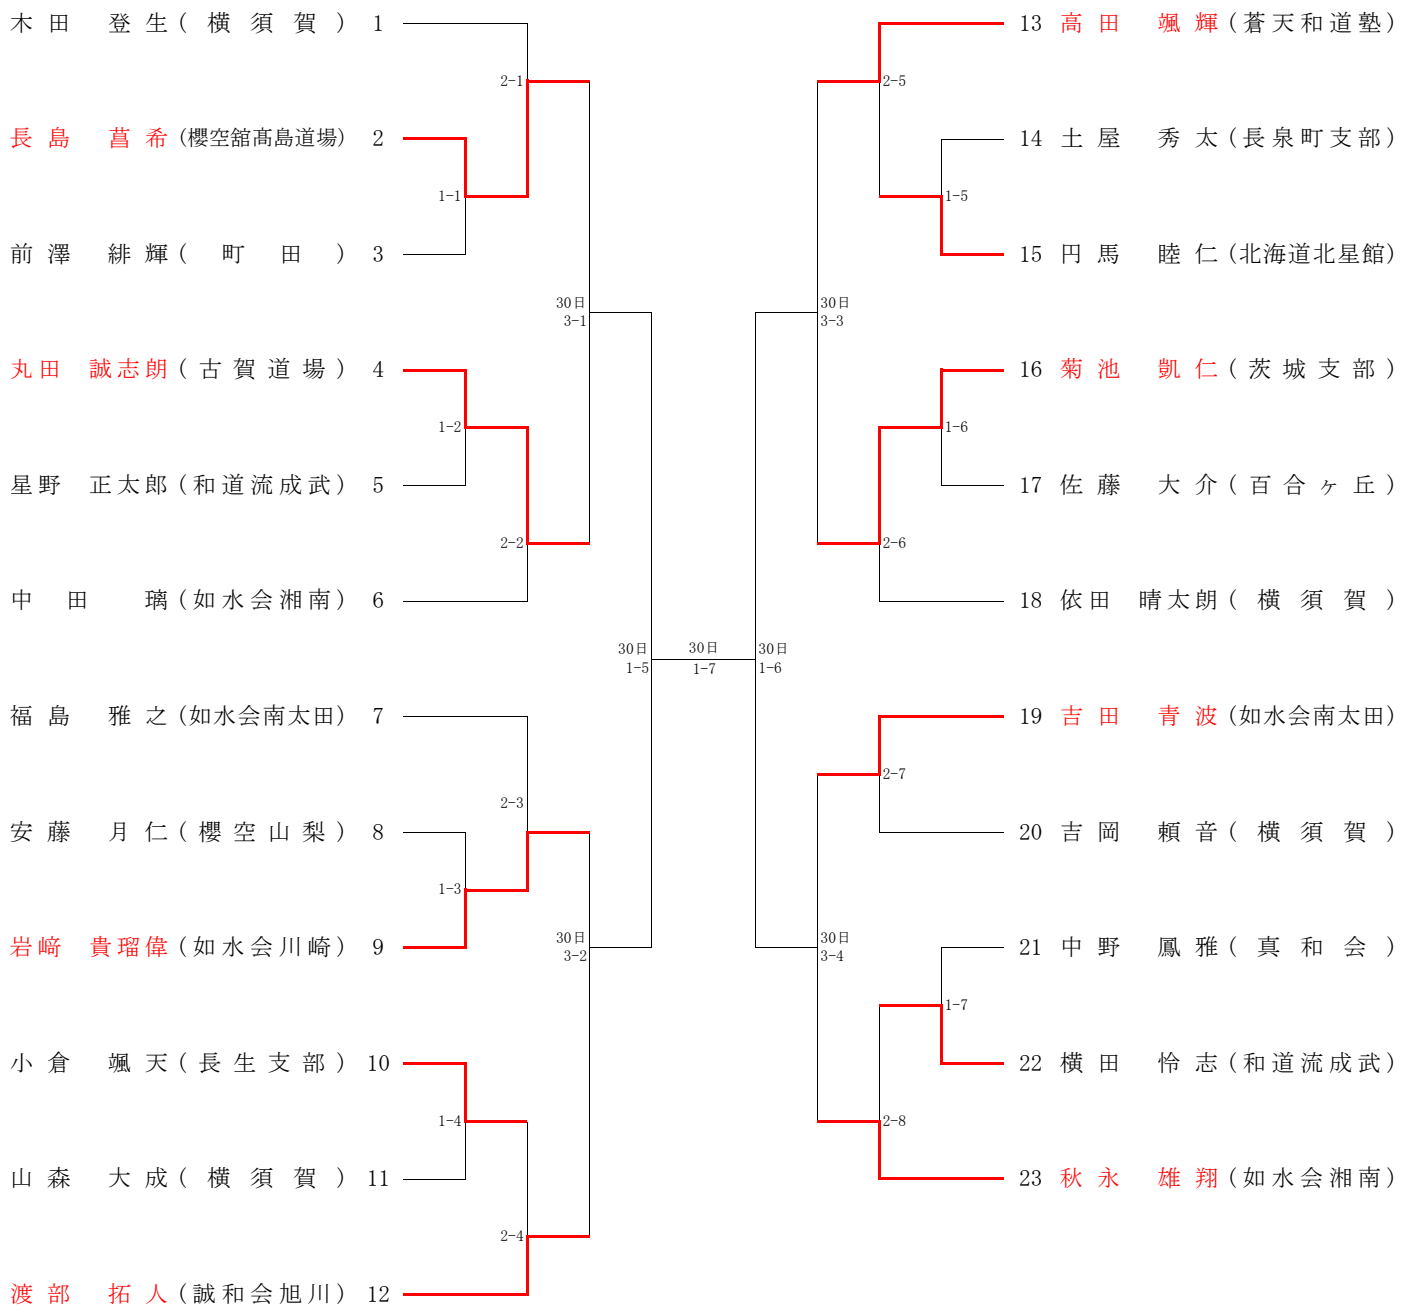 木田 登生 (横須賀) 1
2-1
長島 菖希 (櫻空舘髙島道場) 2
1-1
前澤 緋輝 (町田) 3
30日
3-1
丸田 誠志朗 (古賀道場) 4
1-2
星野 正太郎 (和道流成武) 5
2-2
中田 璃 (如水会湘南) 6
30日
1-5
30日
1-7
福島 雅之 (如水会南太田) 7
2-3
安藤 月仁 (櫻空山梨) 8
1-3
岩﨑 貴瑠偉 (如水会川崎) 9
30日
3-2
小倉 颯天 (長生支部) 10
1-4
山森 大成 (横須賀) 11
2-4
渡部 拓人 (誠和会旭川) 12
13 高田 颯輝 (蒼天和道塾)
2-5
14 土屋 秀太 (長泉町支部)
1-5
15 円馬 睦仁 (北海道北星館)
30日
3-3
16 菊池 凱仁 (茨城支部)
1-6
17 佐藤 大介 (百合ヶ丘)
2-6
18 依田 晴太朗 (横須賀)
30日
1-6
19 吉田 青波 (如水会南太田)
2-7
20 吉岡 頼音 (横須賀)
30日
3-4
21 中野 鳳雅 (真和会)
1-7
22 横田 怜志 (和道流成武)
2-8
23 秋永 雄翔 (如水会湘南)